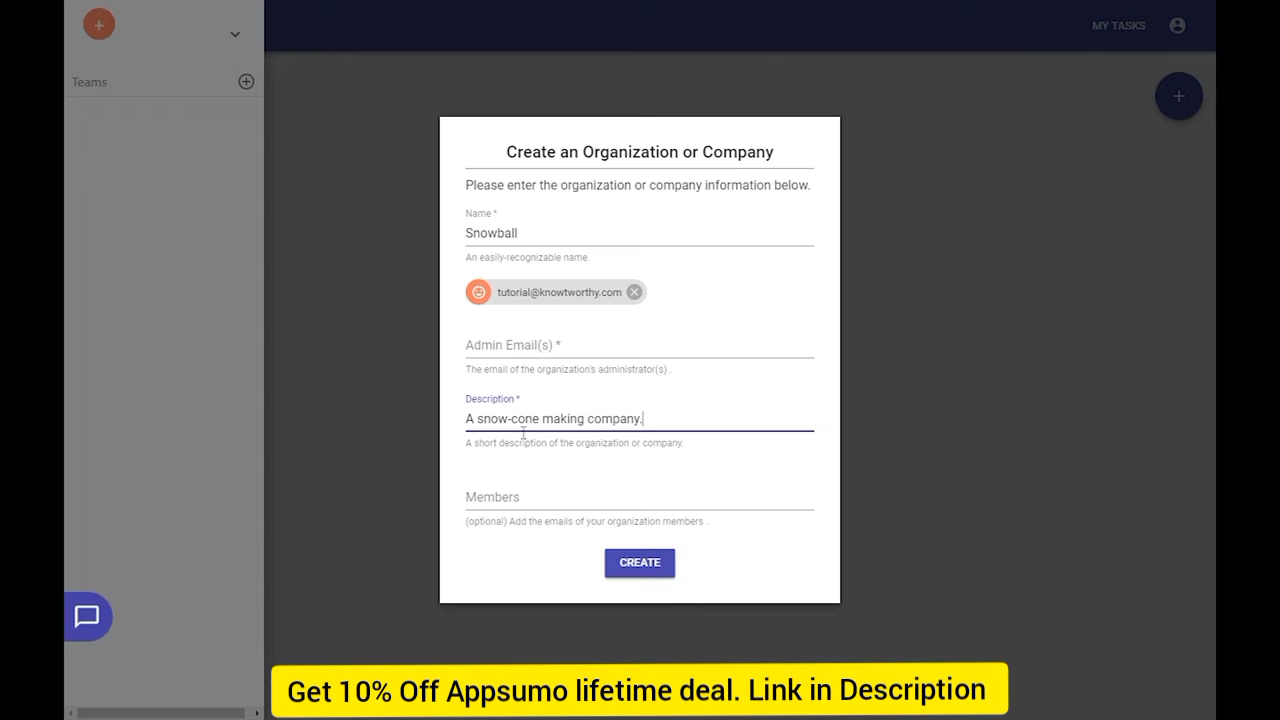 MY TASKS
Teams
Create an Organization or Company
Please enter the organization or company information below.
Name *
Snowball
An easily-recognizable name.
tutorial@knowtworthy.com
Admin Email(s) *
The email of the organization's administrator(s) .
Description *
A snow-cone making company.
A short description of the organization or company.
Members
(optional) Add the emails of your organization members .
CREATE
Get 10% Off Appsumo lifetime deal. Link in Description